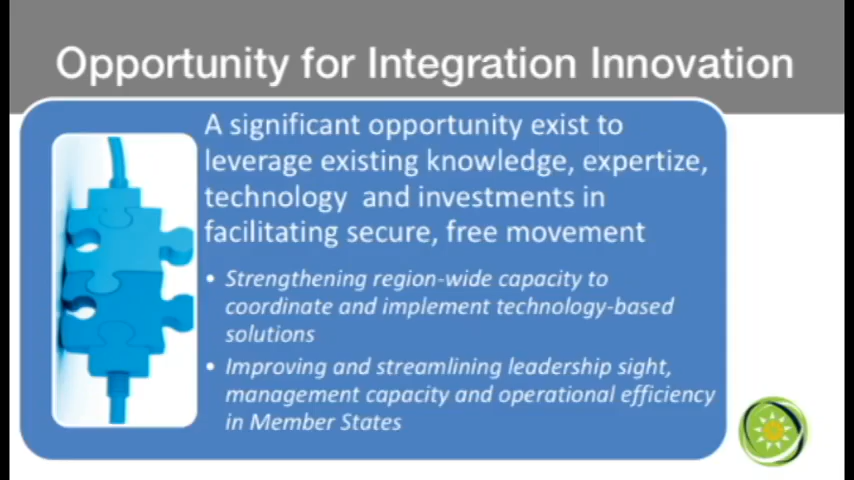 Opportunity for Integration Innovation
A significant opportunity exist to
leverage existing knowledge, expertize,
technology and investments in
facilitating secure, free movement
• Strengthening region-wide capacity to
coordinate and implement technology-based
solutions
• Improving and streamlining leadership sight,
management capacity and operational efficiency
in Member States